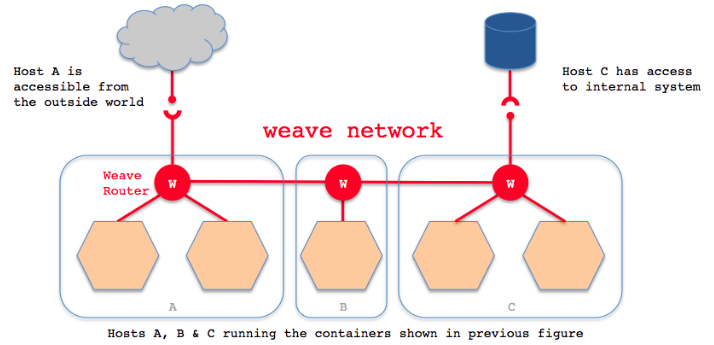 Host A is
accessible from
the outside world
Host C has access
to internal system
weave network
Weave
Router
W
W
W
A
B
C
Hosts A, B & C running the containers shown in previous figure